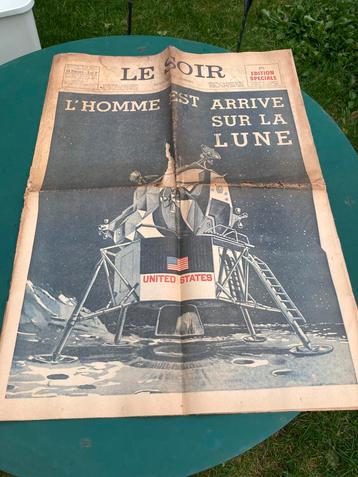 LE SOIR
EDITION
SPECIALE
L'HOMME EST ARRIVE
SUR LA
LUNE
UNITED STATES